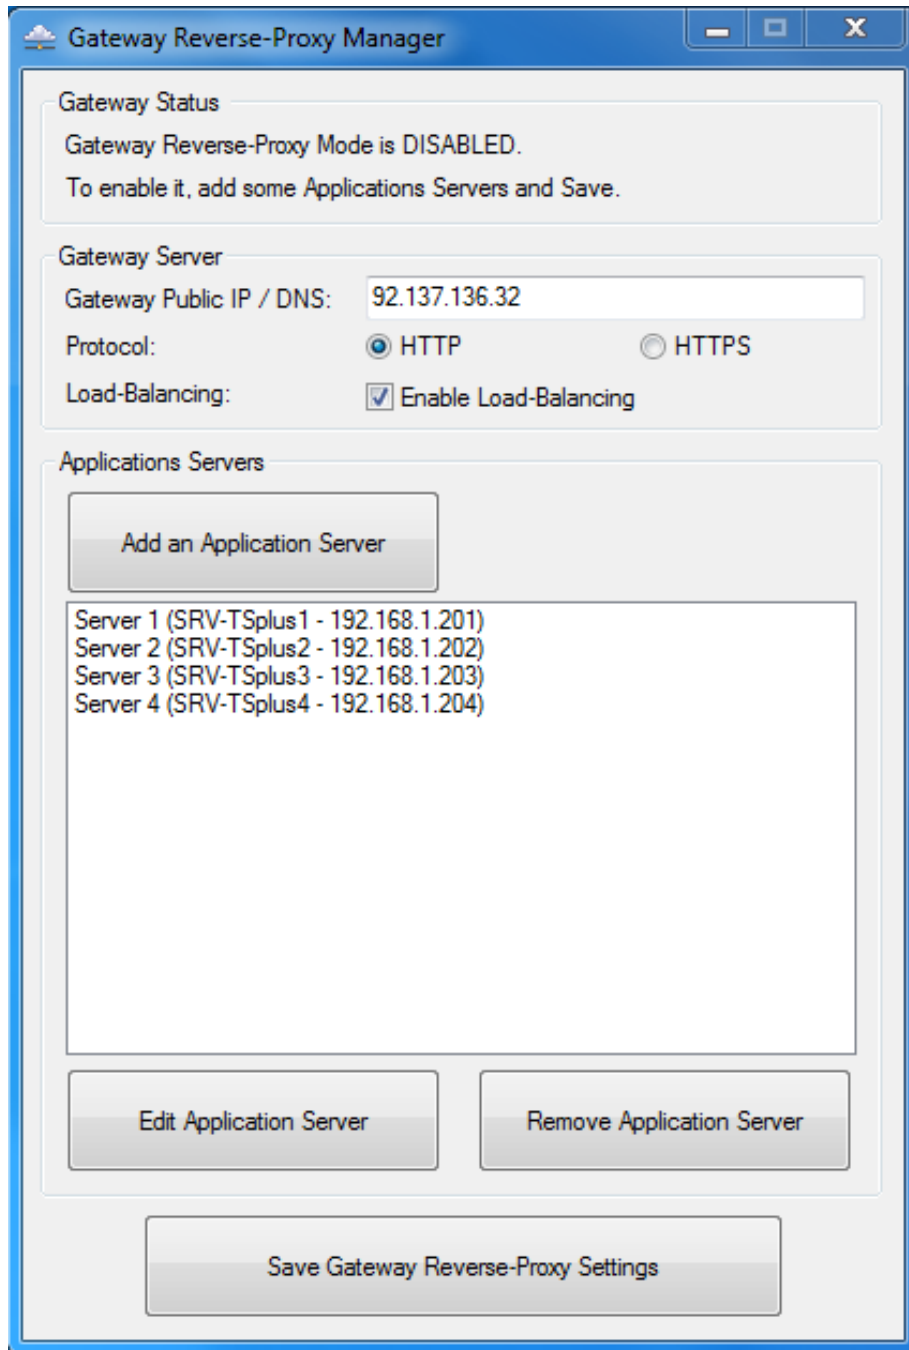 Gateway Reverse-Proxy Manager
Gateway Status
Gateway Reverse-Proxy Mode is DISABLED.
To enable it, add some Applications Servers and Save.
Gateway Server
Gateway Public IP / DNS: 92.137.136.32
Protocol: HTTP HTTPS
Load-Balancing: Enable Load-Balancing
Applications Servers
Add an Application Server
Server 1 (SRV-TSplus1 - 192.168.1.201)
Server 2 (SRV-TSplus2 - 192.168.1.202)
Server 3 (SRV-TSplus3 - 192.168.1.203)
Server 4 (SRV-TSplus4 - 192.168.1.204)
Edit Application Server Remove Application Server
Save Gateway Reverse-Proxy Settings